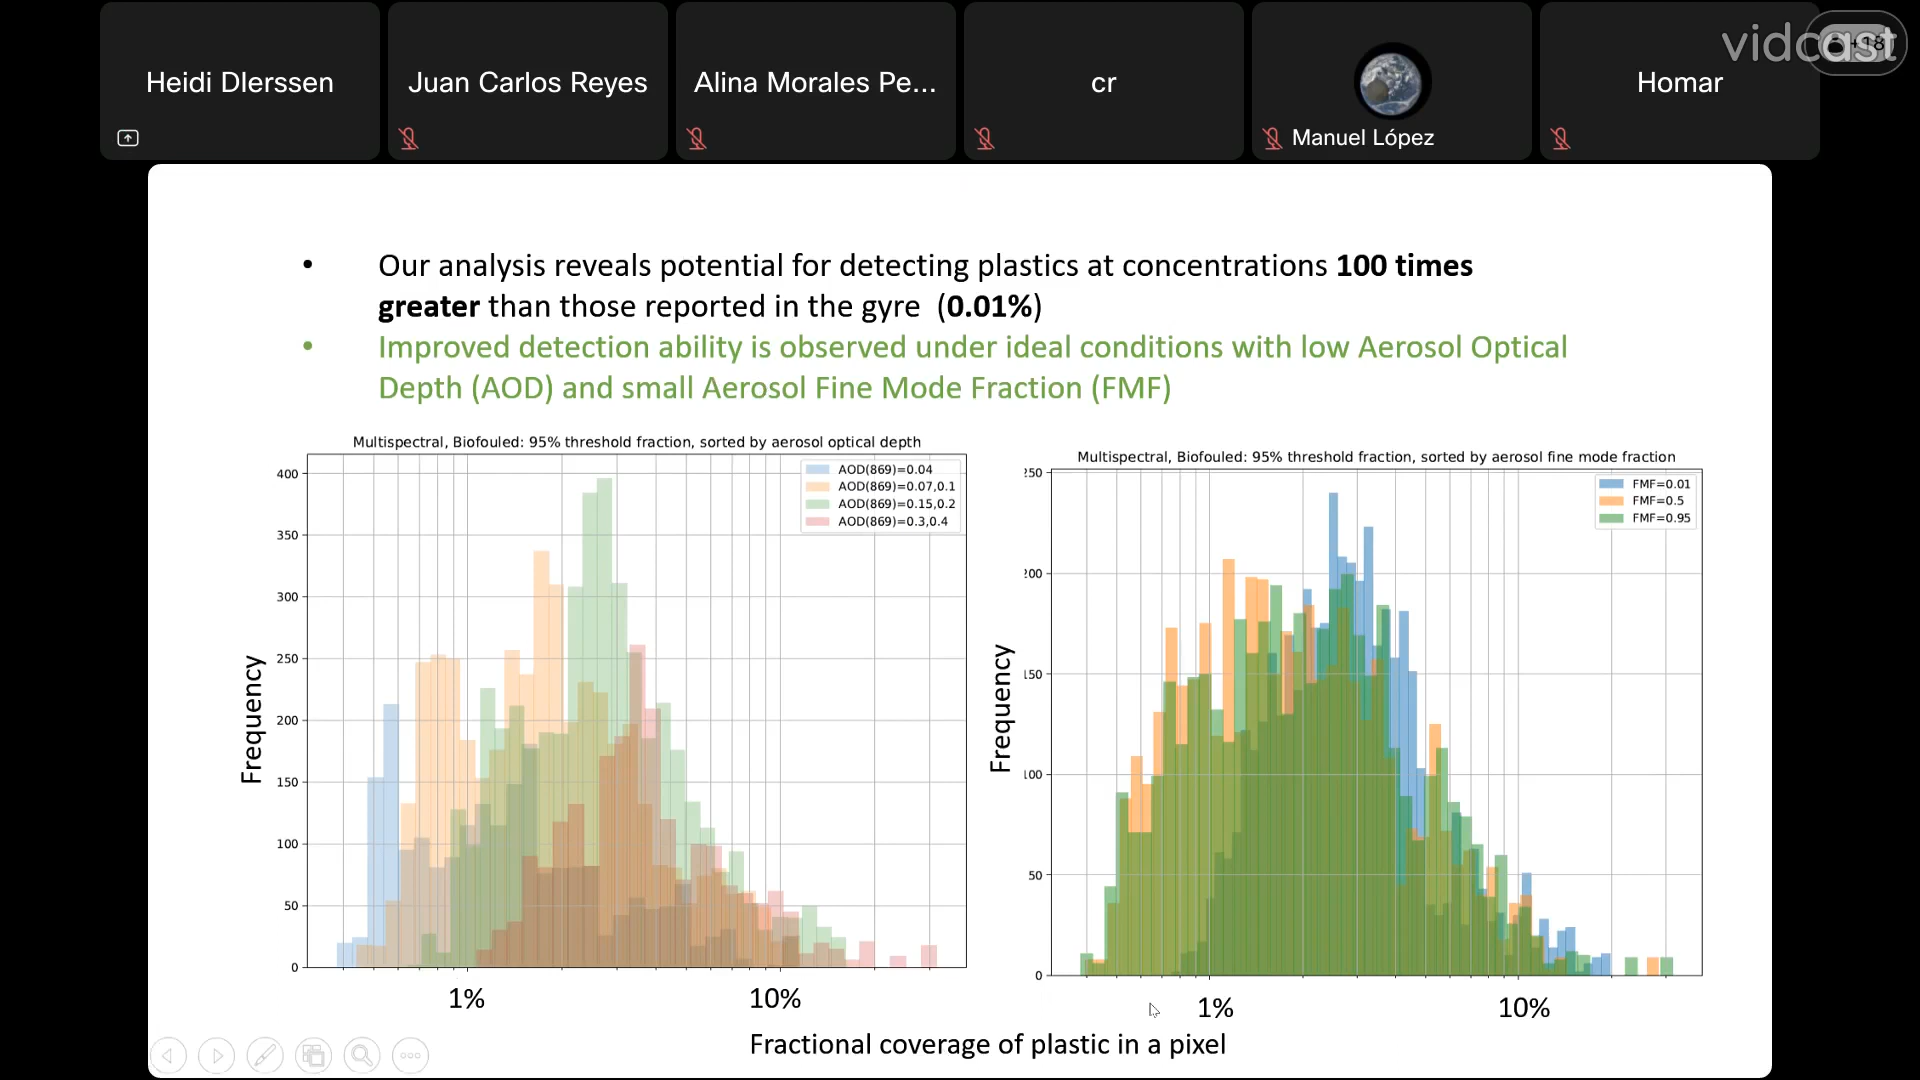 Heidi DIerssen
Juan Carlos Reyes
Alina Morales Pe...
cr
Manuel López
Homar
vidcast
+18
• Our analysis reveals potential for detecting plastics at concentrations 100 times
greater than those reported in the gyre (0.01%)
• Improved detection ability is observed under ideal conditions with low Aerosol Optical
Depth (AOD) and small Aerosol Fine Mode Fraction (FMF)
Multispectral, Biofouled: 95% threshold fraction, sorted by aerosol optical depth
AOD(869)=0.04
AOD(869)=0.07,0.1
AOD(869)=0.15,0.2
AOD(869)=0.3,0.4
400
350
300
250
200
150
100
50
0
Frequency
1%
10%
Multispectral, Biofouled: 95% threshold fraction, sorted by aerosol fine mode fraction
FMF=0.01
FMF=0.5
FMF=0.95
250
200
150
100
50
0
Frequency
1%
10%
Fractional coverage of plastic in a pixel